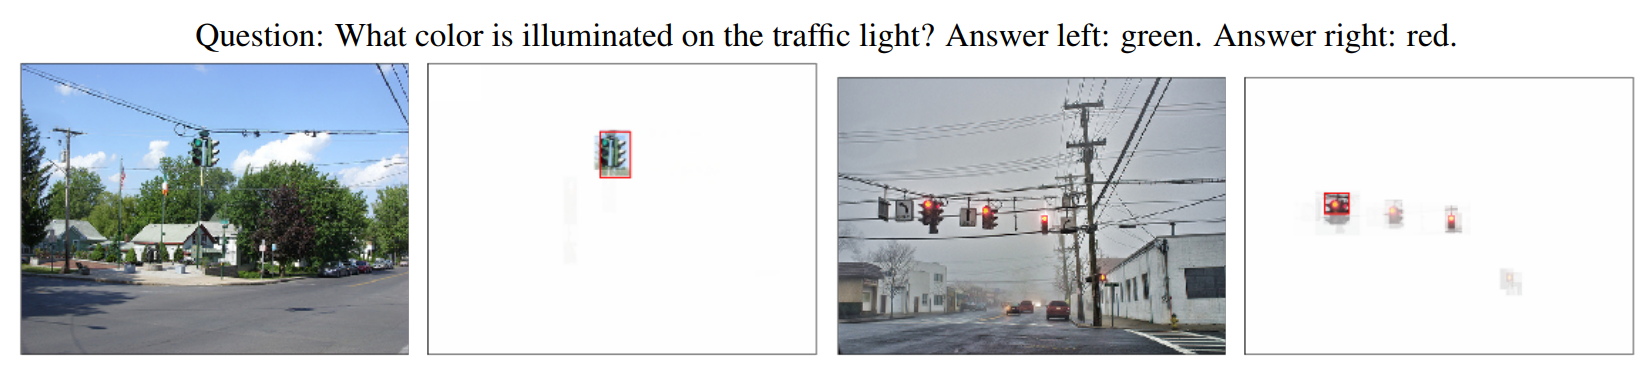 Question: What color is illuminated on the traffic light? Answer left: green. Answer right: red.